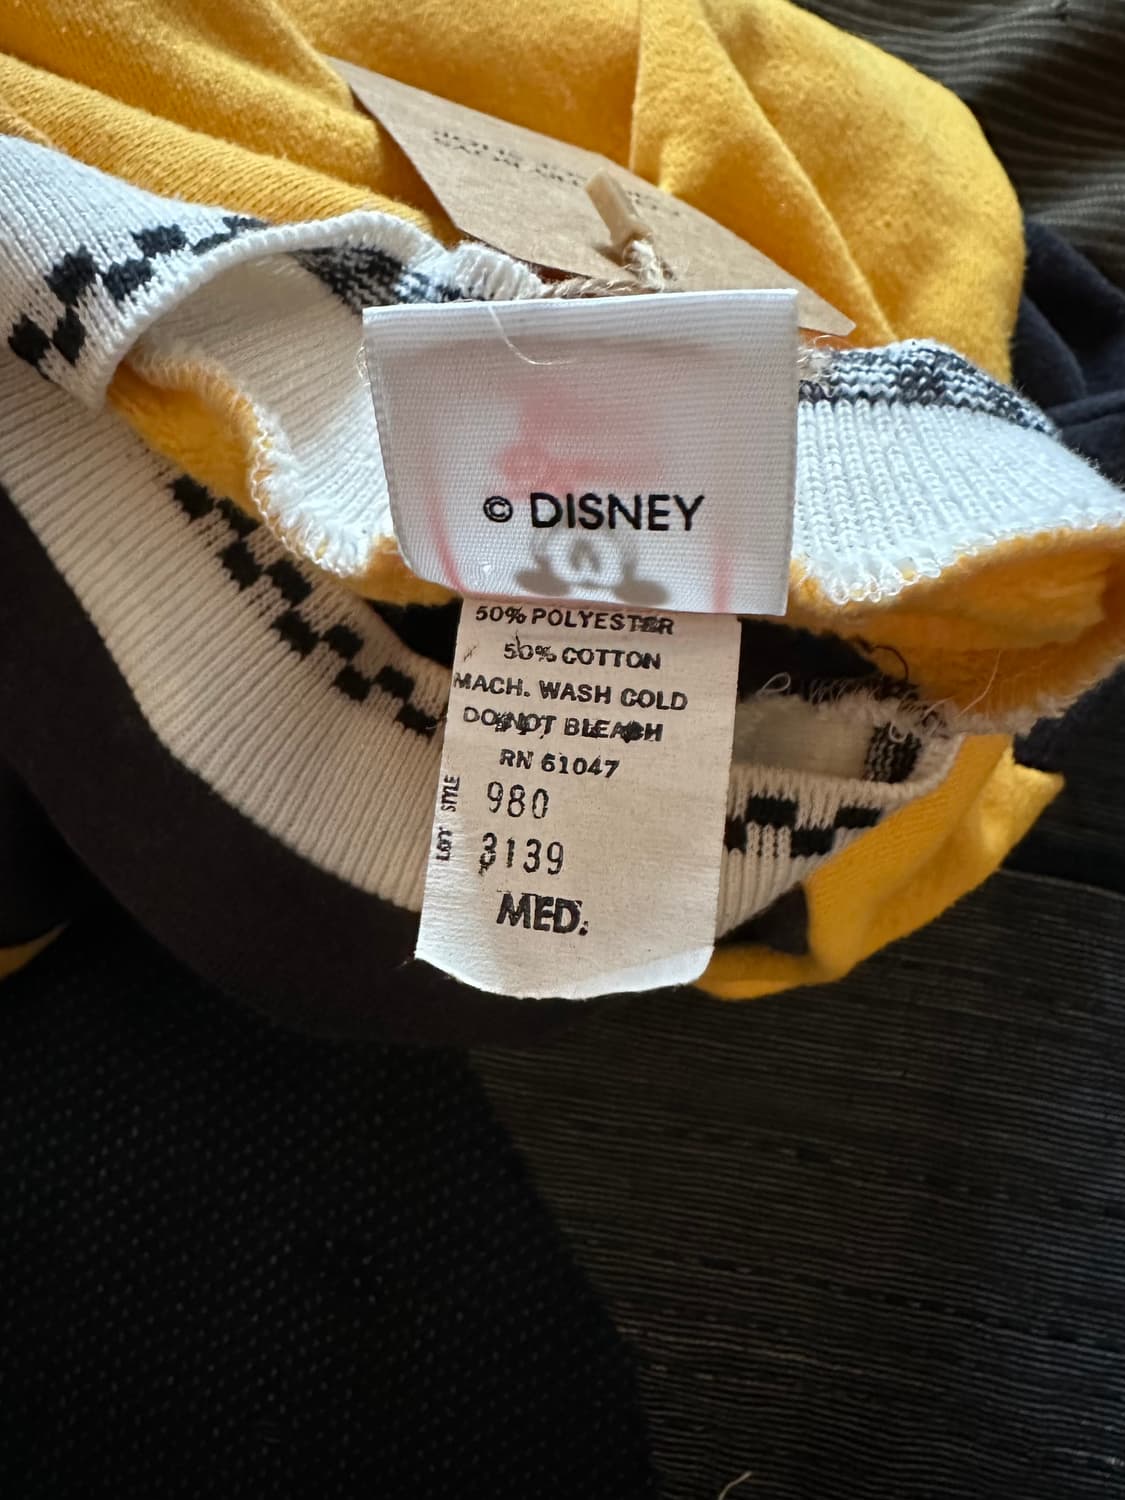 © DISNEY
50% POLYESTER
50% COTTON
MACH. WASH COLD
DO NOT BLEACH
RN 61047
STYLE 980
LOT 3139
MED.